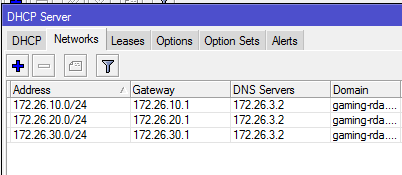 DHCP Server
DHCP Networks Leases Options Option Sets Alerts
Address / Gateway DNS Servers Domain
172.26.10.0/24 172.26.10.1 172.26.3.2 gaming-rda....
172.26.20.0/24 172.26.20.1 172.26.3.2 gaming-rda....
172.26.30.0/24 172.26.30.1 172.26.3.2 gaming-rda....